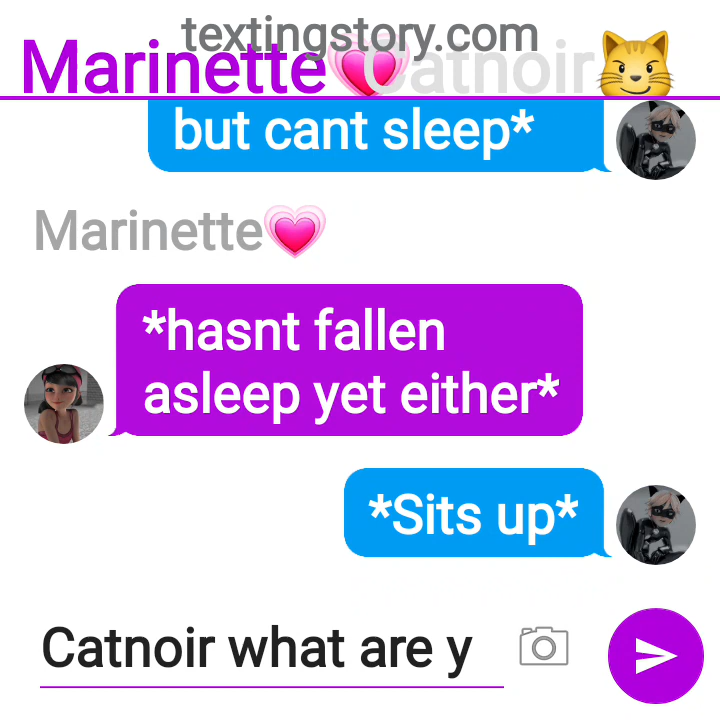 textingstory.com
Marinette💗 Catnoir😼
but cant sleep*
Marinette💗
*hasnt fallen
asleep yet either*
*Sits up*
Catnoir what are y